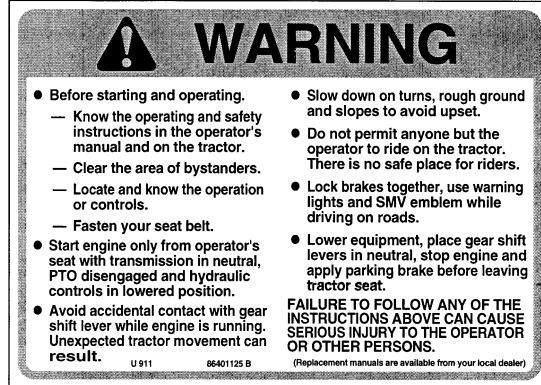 WARNING
● Before starting and operating.
— Know the operating and safety
instructions in the operator's
manual and on the tractor.
— Clear the area of bystanders.
— Locate and know the operation
or controls.
— Fasten your seat belt.
● Start engine only from operator's
seat with transmission in neutral,
PTO disengaged and hydraulic
controls in lowered position.
● Avoid accidental contact with gear
shift lever while engine is running.
Unexpected tractor movement can
result.
U 911 86401125 B
● Slow down on turns, rough ground
and slopes to avoid upset.
● Do not permit anyone but the
operator to ride on the tractor.
There is no safe place for riders.
● Lock brakes together, use warning
lights and SMV emblem while
driving on roads.
● Lower equipment, place gear shift
levers in neutral, stop engine and
apply parking brake before leaving
tractor seat.
FAILURE TO FOLLOW ANY OF THE
INSTRUCTIONS ABOVE CAN CAUSE
SERIOUS INJURY TO THE OPERATOR
OR OTHER PERSONS.
(Replacement manuals are available from your local dealer)